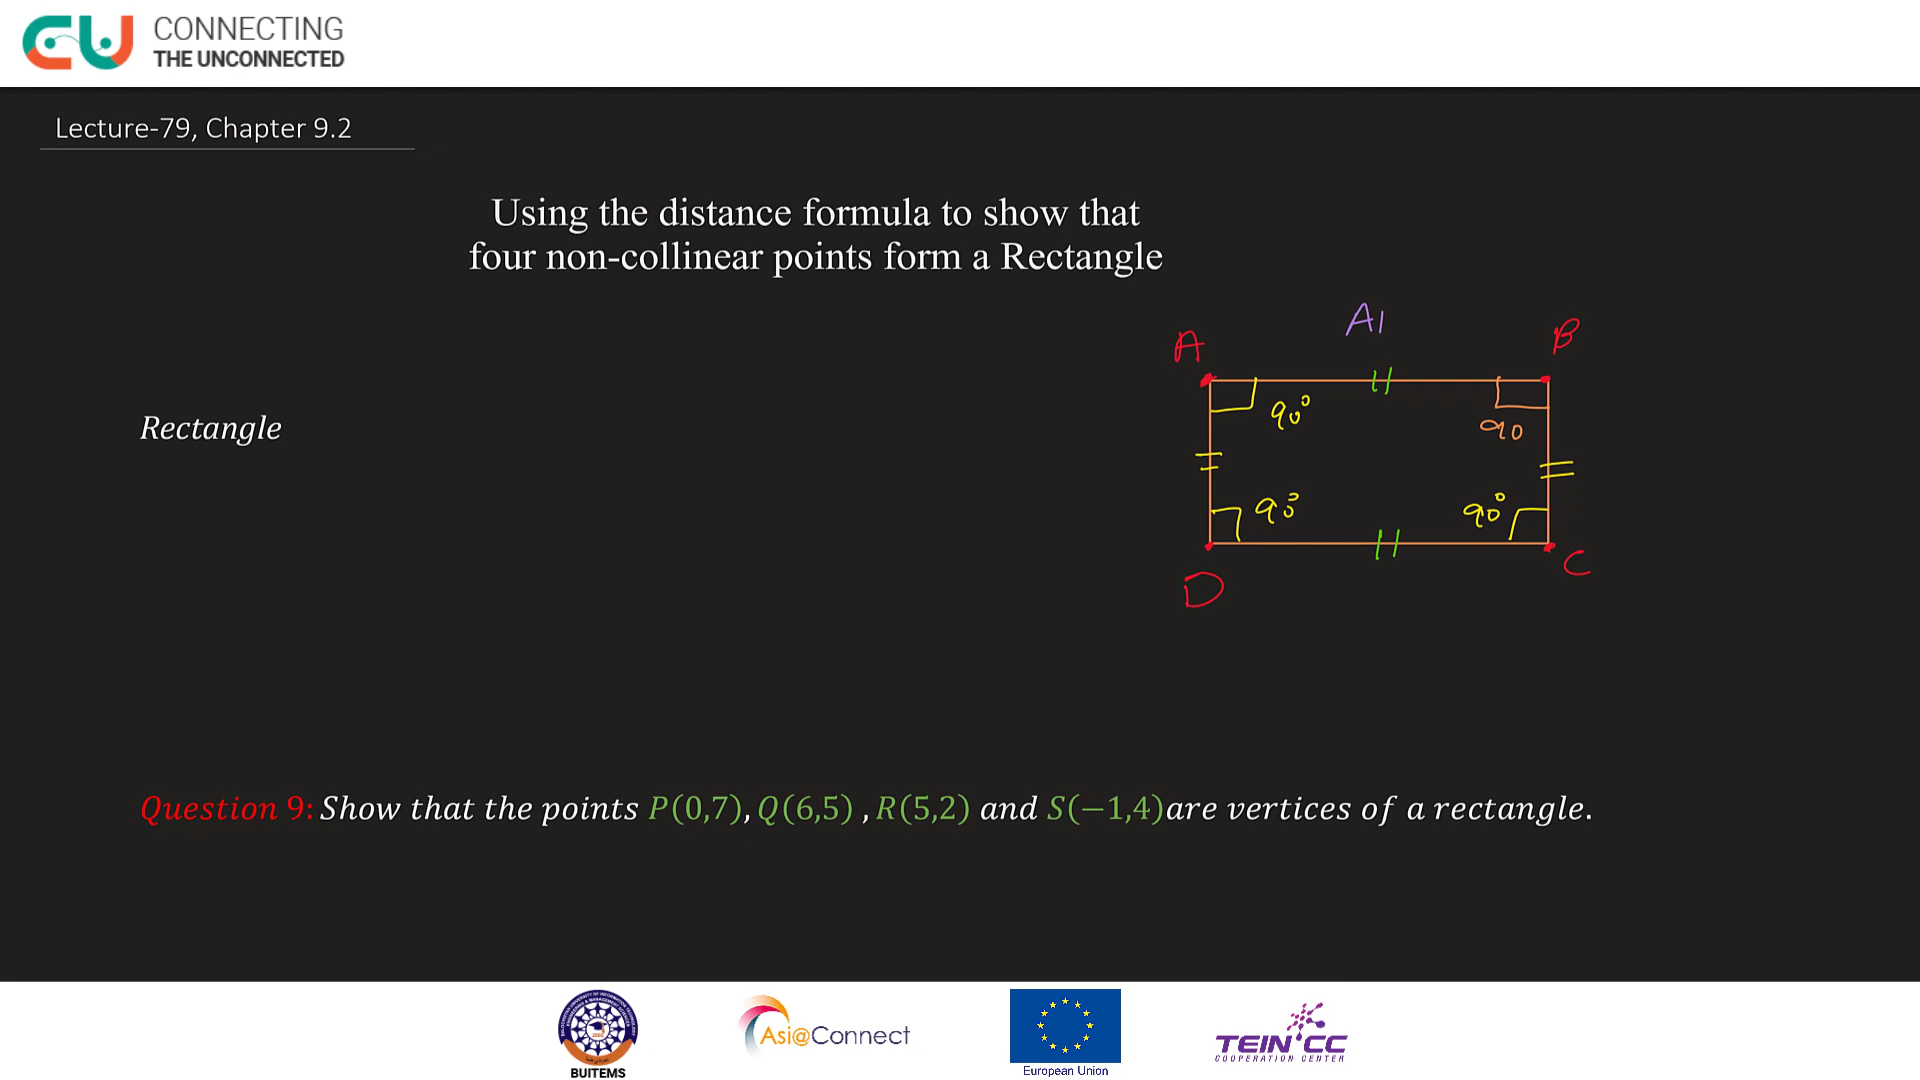 CONNECTING
THE UNCONNECTED
Lecture-79, Chapter 9.2
Using the distance formula to show that
four non-collinear points form a Rectangle
A
A
B
90°
90
Rectangle
90°
90°
D
C
Question 9: Show that the points P(0,7), Q(6,5) , R(5,2) and S(−1,4)are vertices of a rectangle.
BUITEMS
Asi@Connect
European Union
TEIN*CC
COOPERATION CENTER